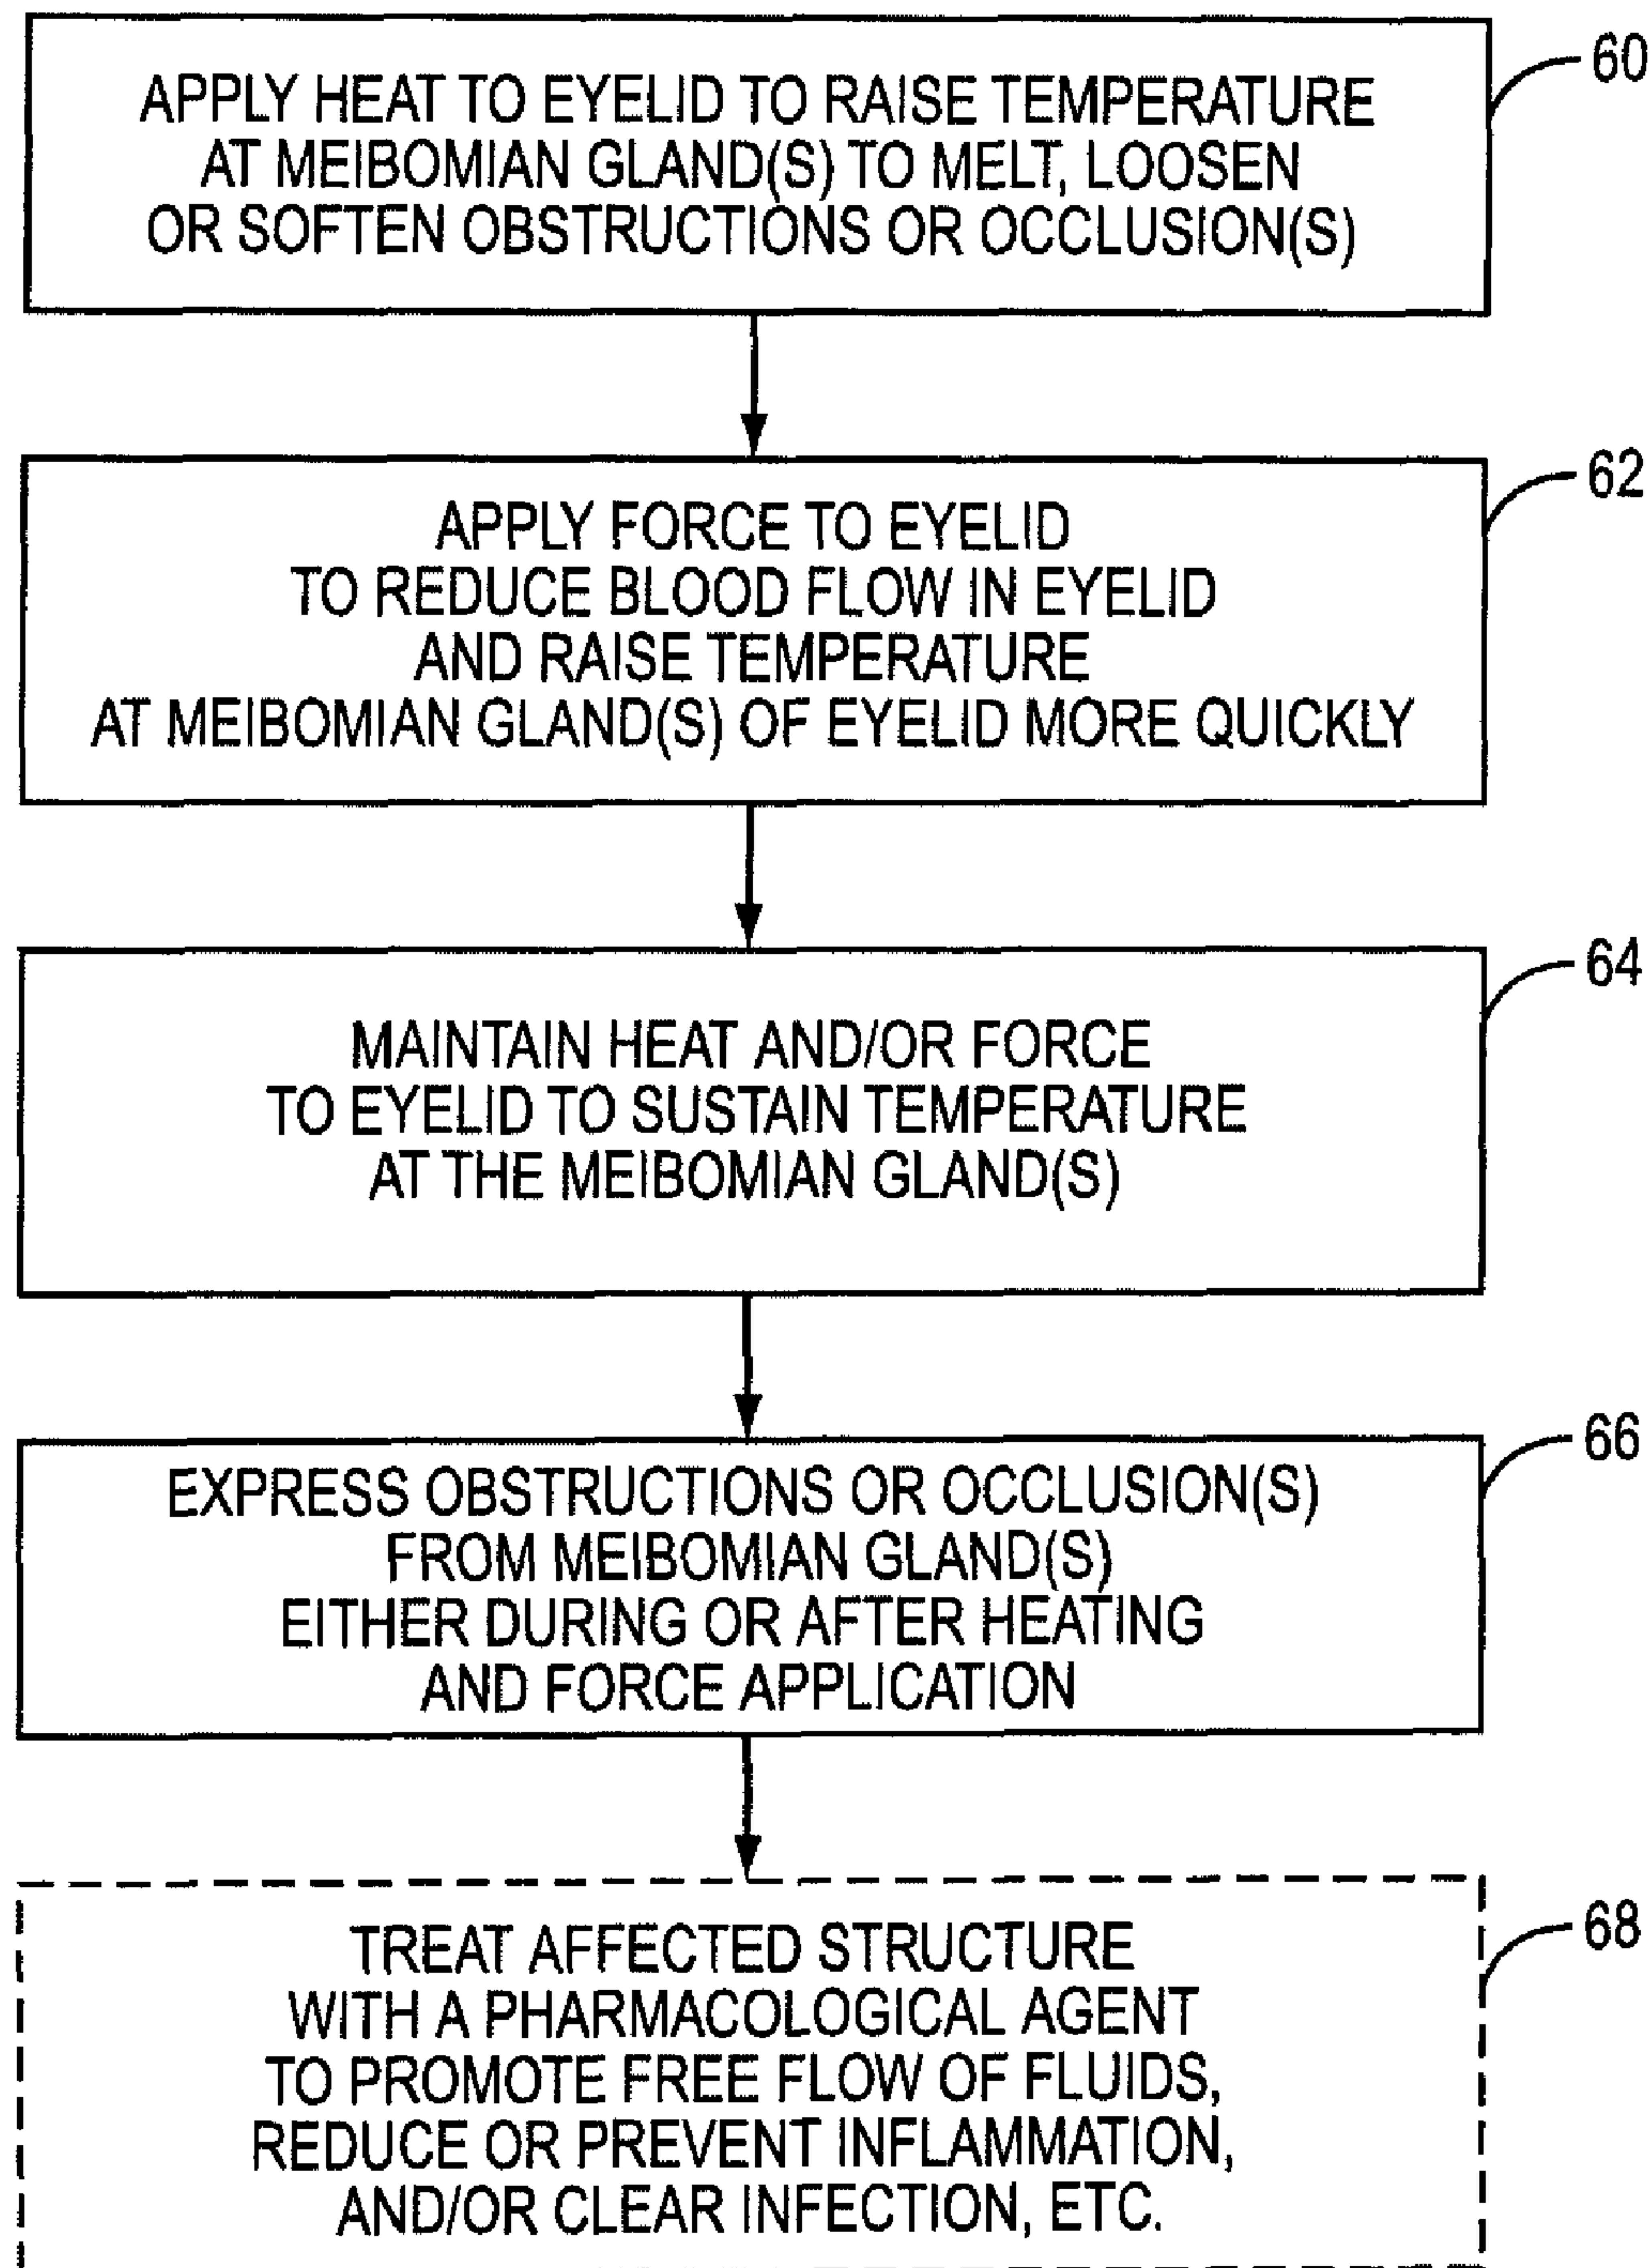 APPLY HEAT TO EYELID TO RAISE TEMPERATURE
AT MEIBOMIAN GLAND(S) TO MELT, LOOSEN
OR SOFTEN OBSTRUCTIONS OR OCCLUSION(S)
60
APPLY FORCE TO EYELID
TO REDUCE BLOOD FLOW IN EYELID
AND RAISE TEMPERATURE
AT MEIBOMIAN GLAND(S) OF EYELID MORE QUICKLY
62
MAINTAIN HEAT AND/OR FORCE
TO EYELID TO SUSTAIN TEMPERATURE
AT THE MEIBOMIAN GLAND(S)
64
EXPRESS OBSTRUCTIONS OR OCCLUSION(S)
FROM MEIBOMIAN GLAND(S)
EITHER DURING OR AFTER HEATING
AND FORCE APPLICATION
66
TREAT AFFECTED STRUCTURE
WITH A PHARMACOLOGICAL AGENT
TO PROMOTE FREE FLOW OF FLUIDS,
REDUCE OR PREVENT INFLAMMATION,
AND/OR CLEAR INFECTION, ETC.
68